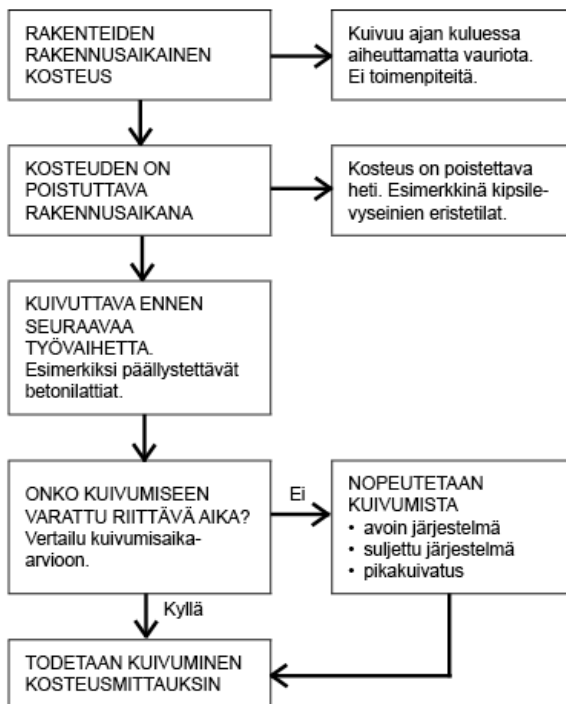 RAKENTEIDEN
RAKENNUSAIKAINEN
KOSTEUS
Kuivuu ajan kuluessa
aiheuttamatta vauriota.
Ei toimenpiteitä.
KOSTEUDEN ON
POISTUTTAVA
RAKENNUSAIKANA
Kosteus on poistettava
heti. Esimerkkinä kipsile-
vyseinien eristetilat.
KUIVUTTAVA ENNEN
SEURAAVAA
TYÖVAIHETTA.
Esimerkiksi päällystettävät
betonilattiat.
ONKO KUIVUMISEEN
VARATTU RIITTÄVÄ AIKA?
Vertailu kuivumisaika-
arvioon.
Ei
NOPEUTETAAN
KUIVUMISTA
• avoin järjestelmä
• suljettu järjestelmä
• pikakuivatus
Kyllä
TODETAAN KUIVUMINEN
KOSTEUSMITTAUKSIN